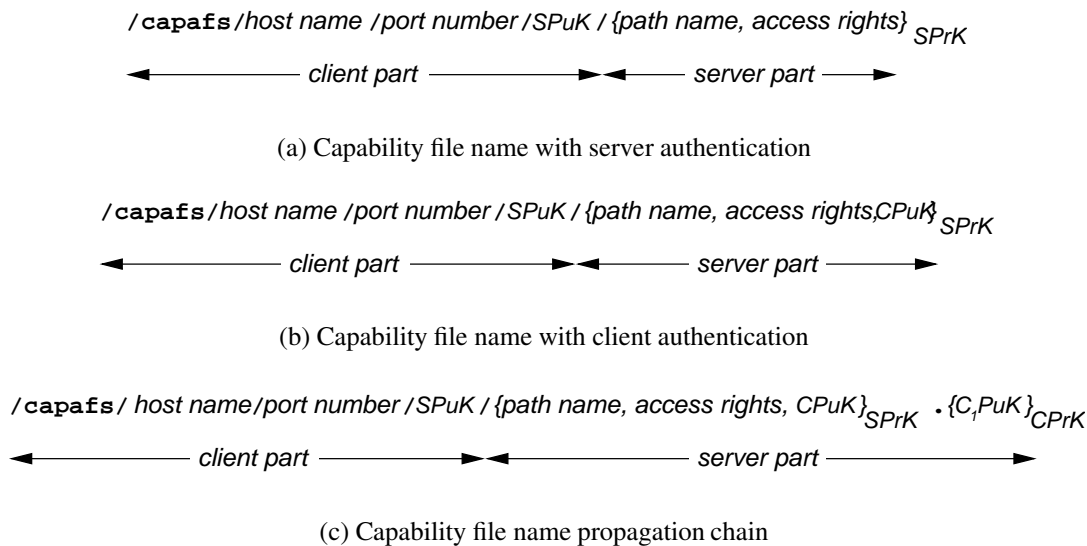 /capafs/host name /port number /SPuK / {path name, access rights} SPrK
client part server part
(a) Capability file name with server authentication
/capafs/host name /port number /SPuK / {path name, access rights,CPuK} SPrK
client part server part
(b) Capability file name with client authentication
/capafs/ host name/port number /SPuK /{path name, access rights, CPuK} SPrK . {C1PuK} CPrK
client part server part
(c) Capability file name propagation chain